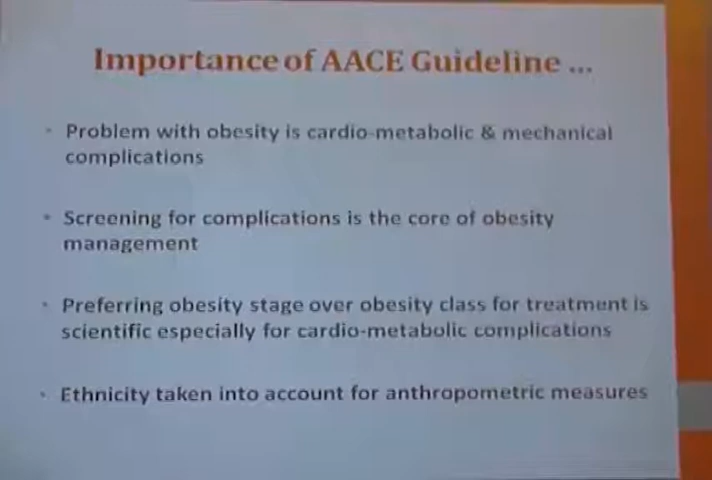 Importance of AACE Guideline ...
• Problem with obesity is cardio-metabolic & mechanical
complications
• Screening for complications is the core of obesity
management
• Preferring obesity stage over obesity class for treatment is
scientific especially for cardio-metabolic complications
• Ethnicity taken into account for anthropometric measures